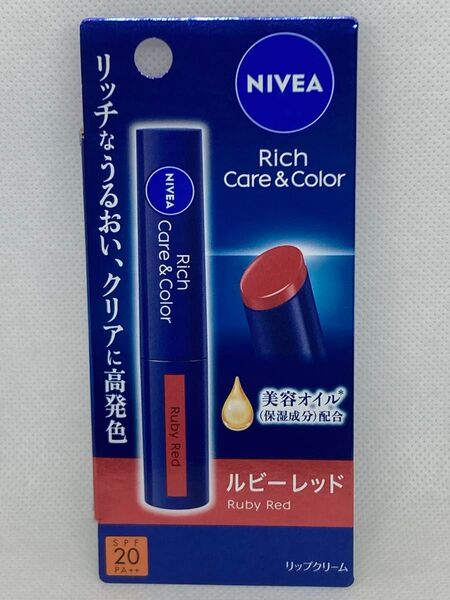 NIVEA
Rich
Care & Color
リッチなうるおい、クリアに高発色
NIVEA
Rich
Care & Color
Ruby Red
美容オイル*
(保湿成分)配合
ルビーレッド
Ruby Red
SPF
20
PA++
リップクリーム